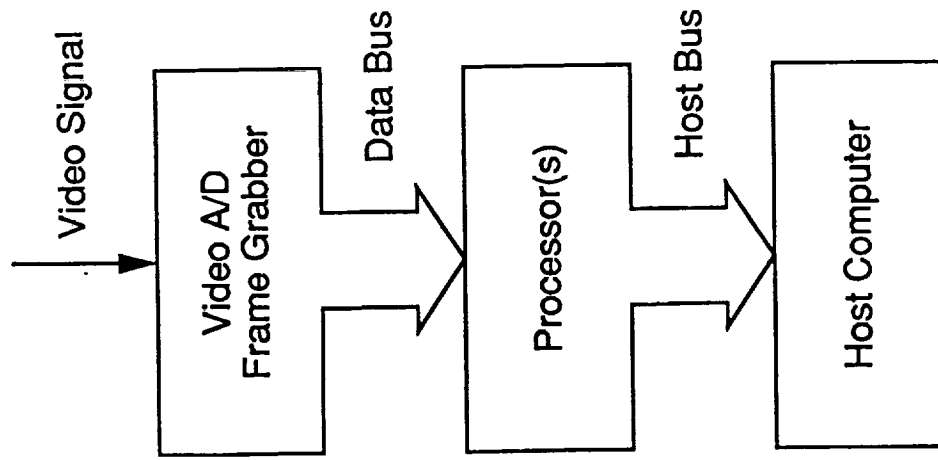 Video Signal
Video A/D
Frame Grabber
Data Bus
Processor(s)
Host Bus
Host Computer